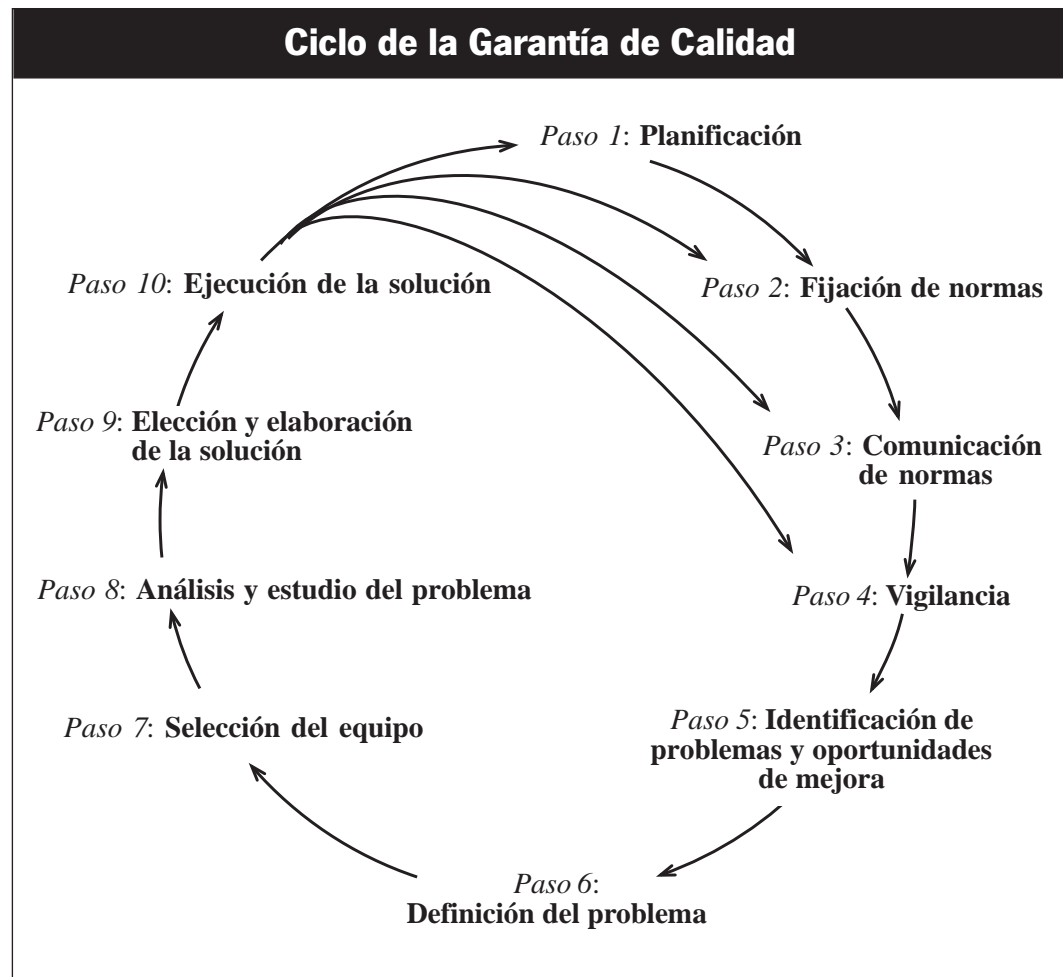 Ciclo de la Garantía de Calidad
Paso 1: Planificación
Paso 2: Fijación de normas
Paso 3: Comunicación
de normas
Paso 4: Vigilancia
Paso 5: Identificación de
problemas y oportunidades
de mejora
Paso 6:
Definición del problema
Paso 7: Selección del equipo
Paso 8: Análisis y estudio del problema
Paso 9: Elección y elaboración
de la solución
Paso 10: Ejecución de la solución